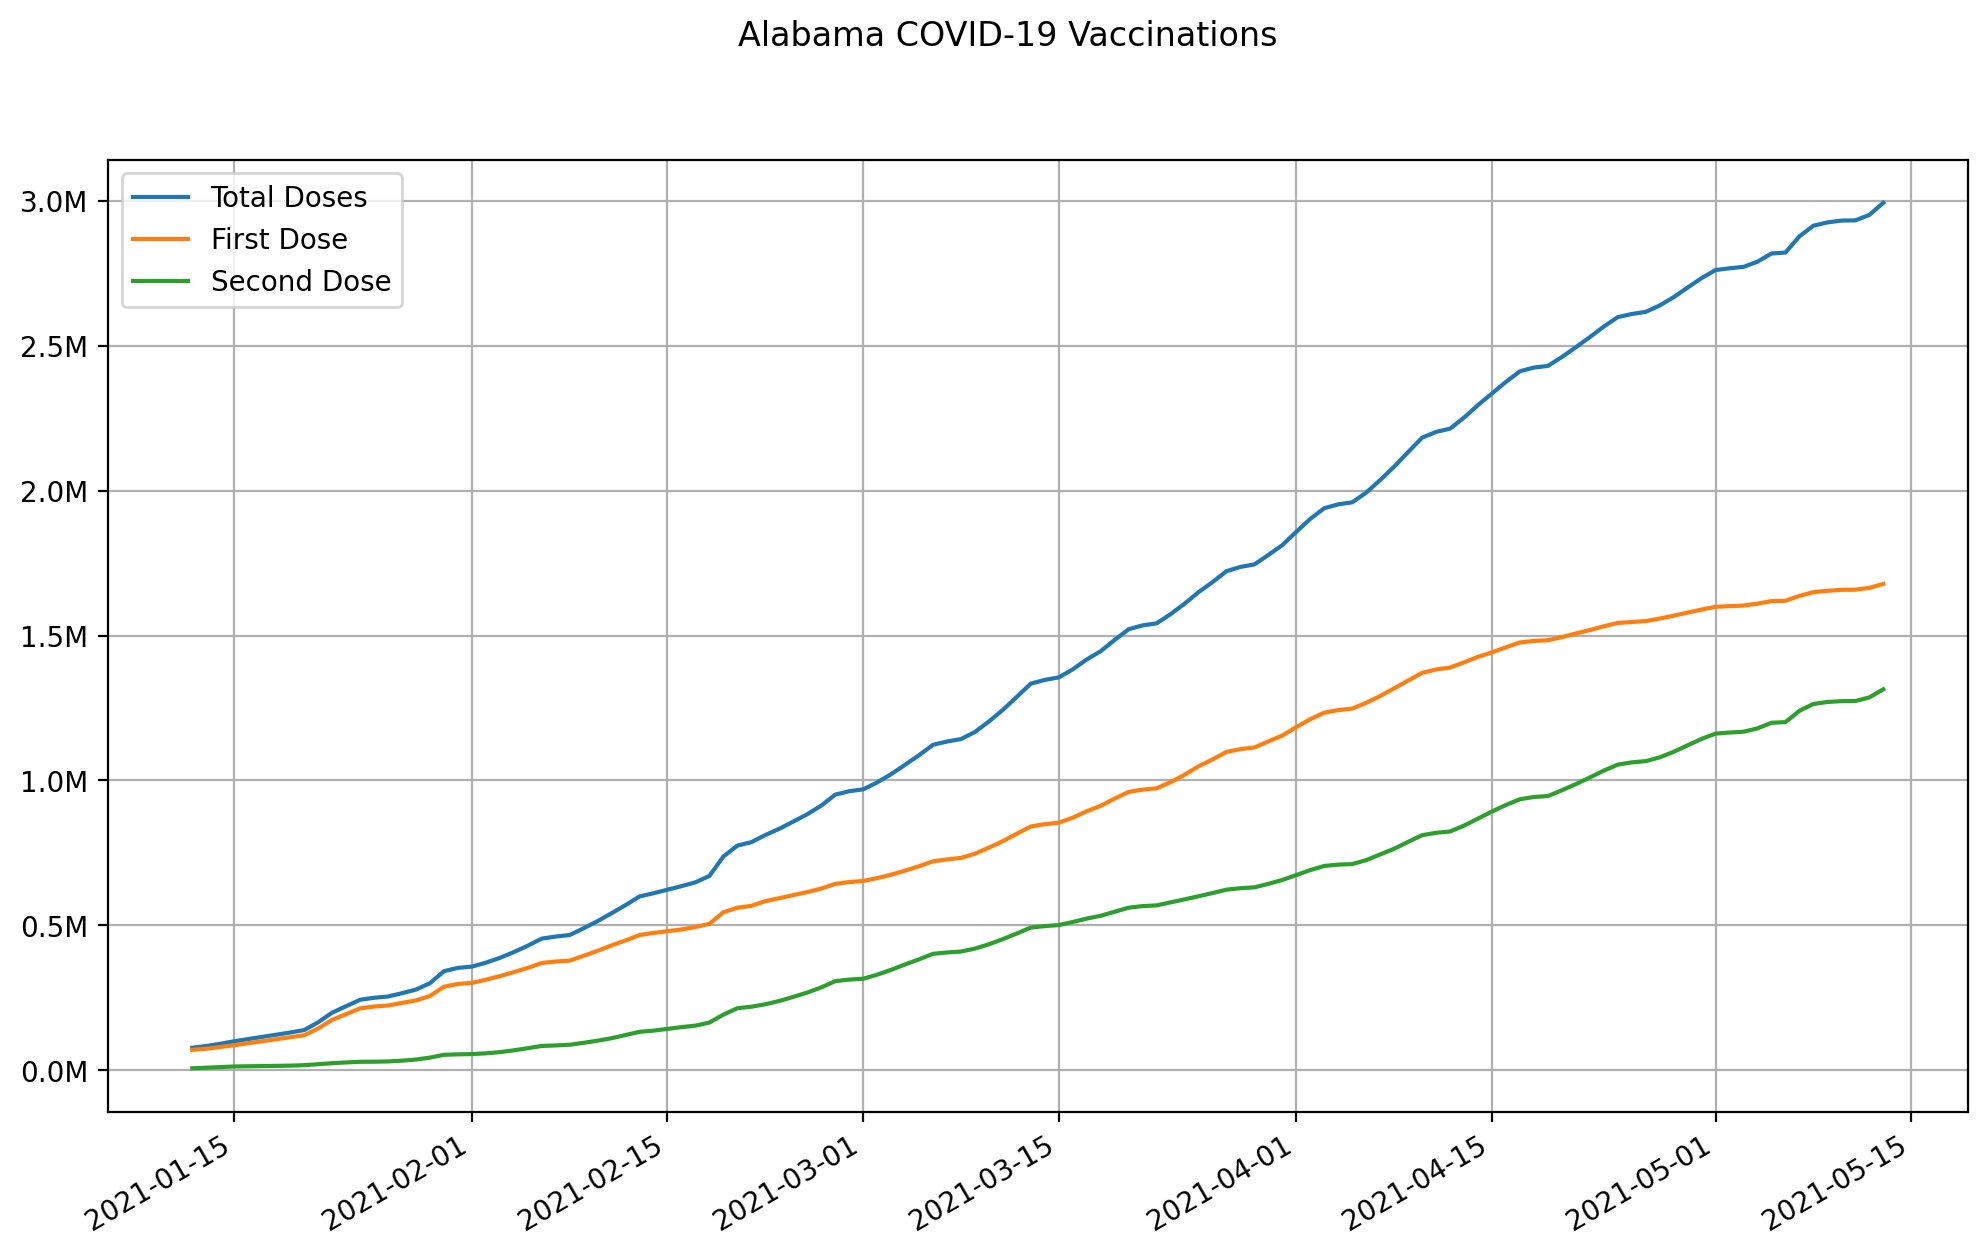 Alabama COVID-19 Vaccinations
Total Doses
First Dose
Second Dose
3.0M
2.5M
2.0M
1.5M
1.0M
0.5M
0.0M
2021-01-15
2021-02-01
2021-02-15
2021-03-01
2021-03-15
2021-04-01
2021-04-15
2021-05-01
2021-05-15